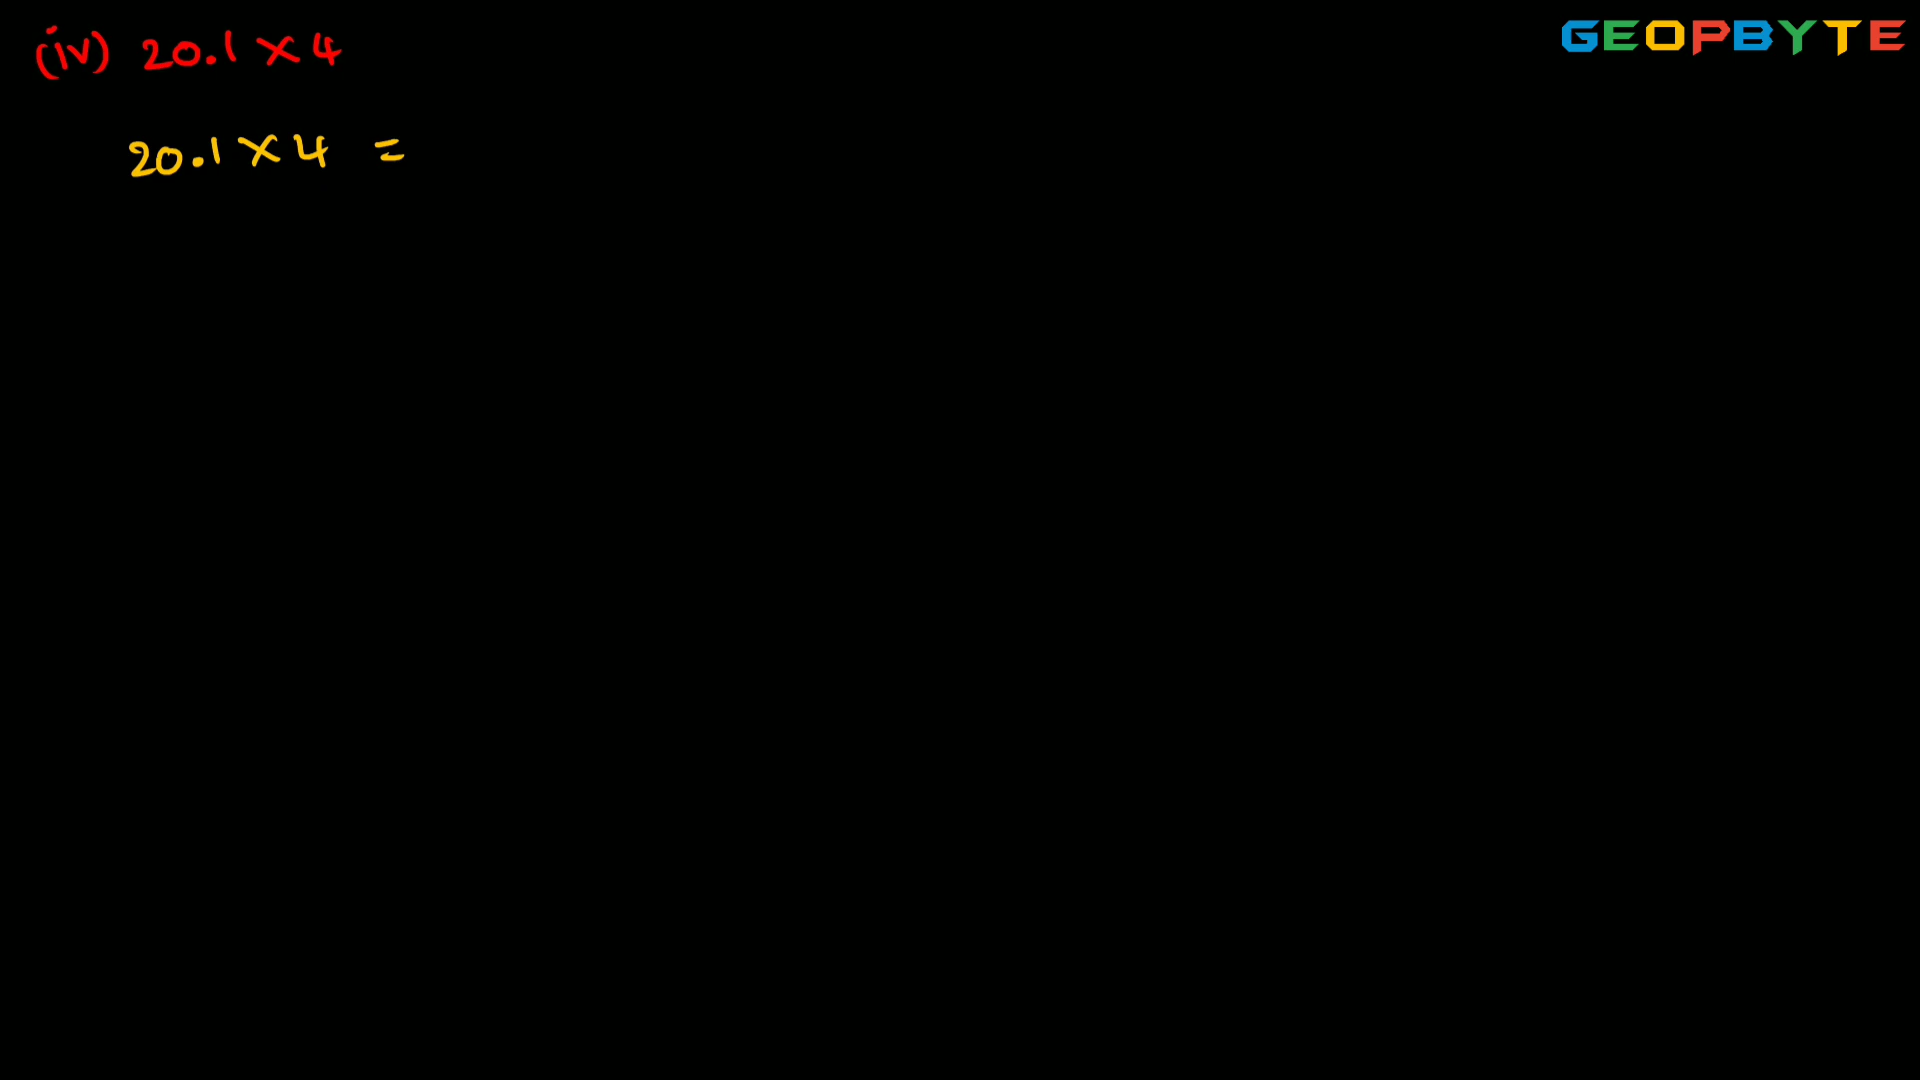 (iv) 20.1 × 4
GEOPBYTE
20.1 × 4 =